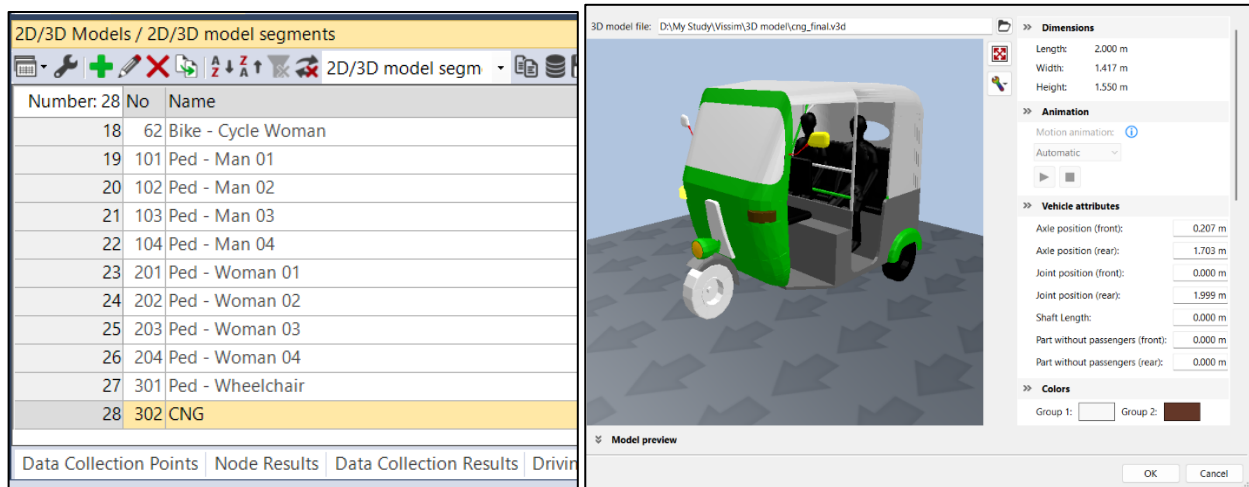 2D/3D Models / 2D/3D model segments
2D/3D model segm
Number: 28 No Name
18 62 Bike - Cycle Woman
19 101 Ped - Man 01
20 102 Ped - Man 02
21 103 Ped - Man 03
22 104 Ped - Man 04
23 201 Ped - Woman 01
24 202 Ped - Woman 02
25 203 Ped - Woman 03
26 204 Ped - Woman 04
27 301 Ped - Wheelchair
28 302 CNG
Data Collection Points Node Results Data Collection Results Drivin
3D model file: D:\My Study\Vissim\3D model\cng_final.v3d
Dimensions
Length: 2.000 m
Width: 1.417 m
Height: 1.550 m
Animation
Motion animation:
Automatic
Vehicle attributes
Axle position (front): 0.207 m
Axle position (rear): 1.703 m
Joint position (front): 0.000 m
Joint position (rear): 1.999 m
Shaft Length: 0.000 m
Part without passengers (front): 0.000 m
Part without passengers (rear): 0.000 m
Colors
Group 1: Group 2:
Model preview
OK Cancel